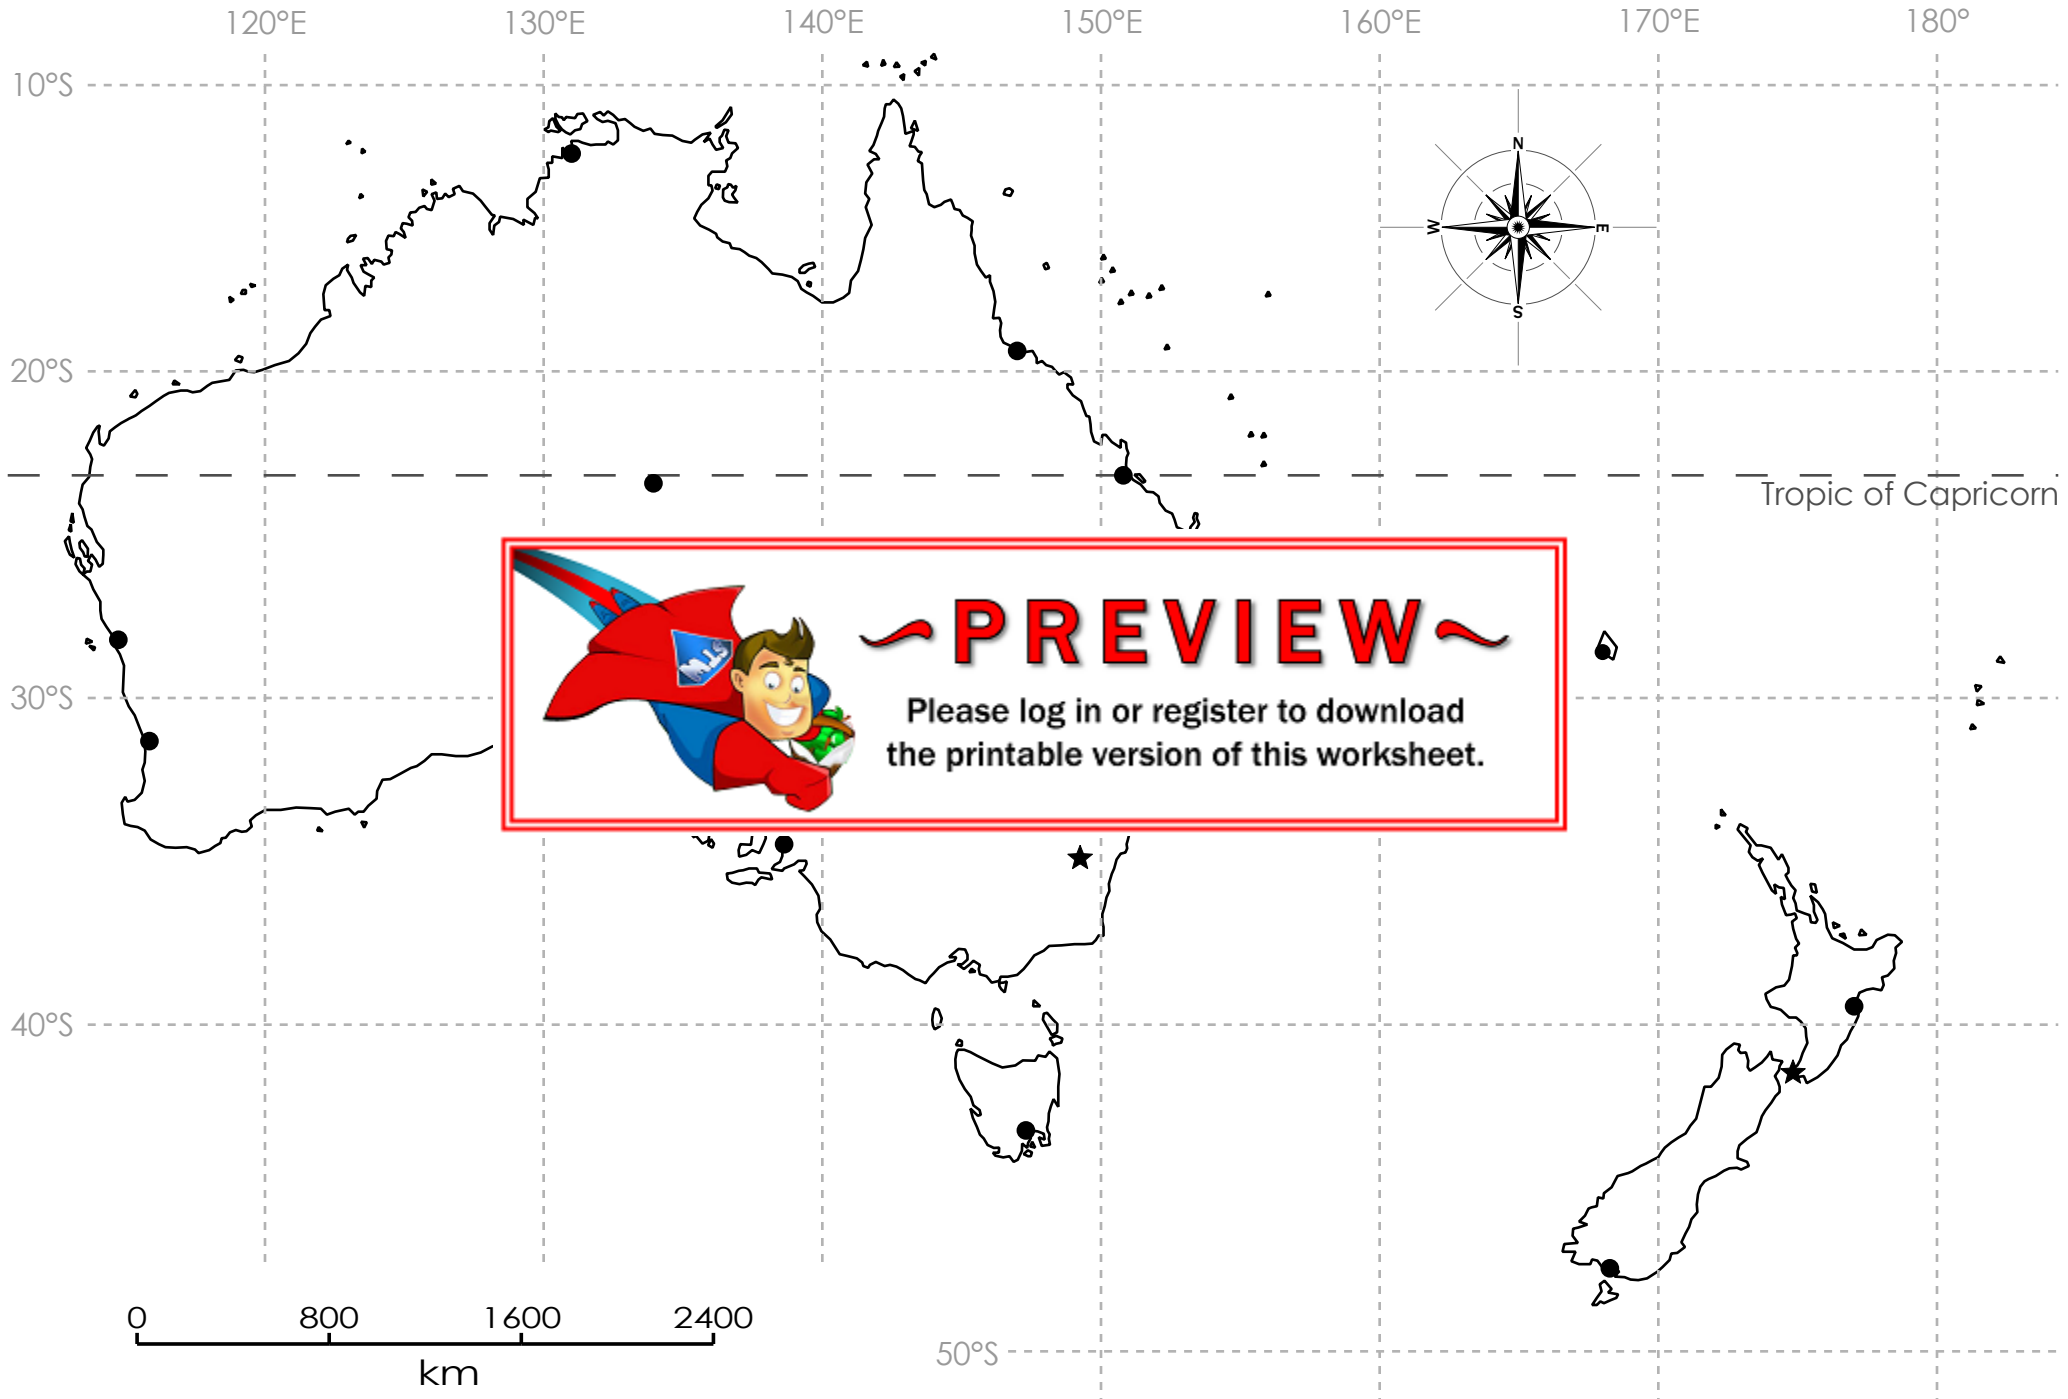 120°E 130°E 140°E 150°E 160°E 170°E 180°
10°S
N
W E
S
20°S
Tropic of Capricorn
STW
PREVIEW
30°S
Please log in or register to download
the printable version of this worksheet.
40°S
0 800 1600 2400
km
50°S